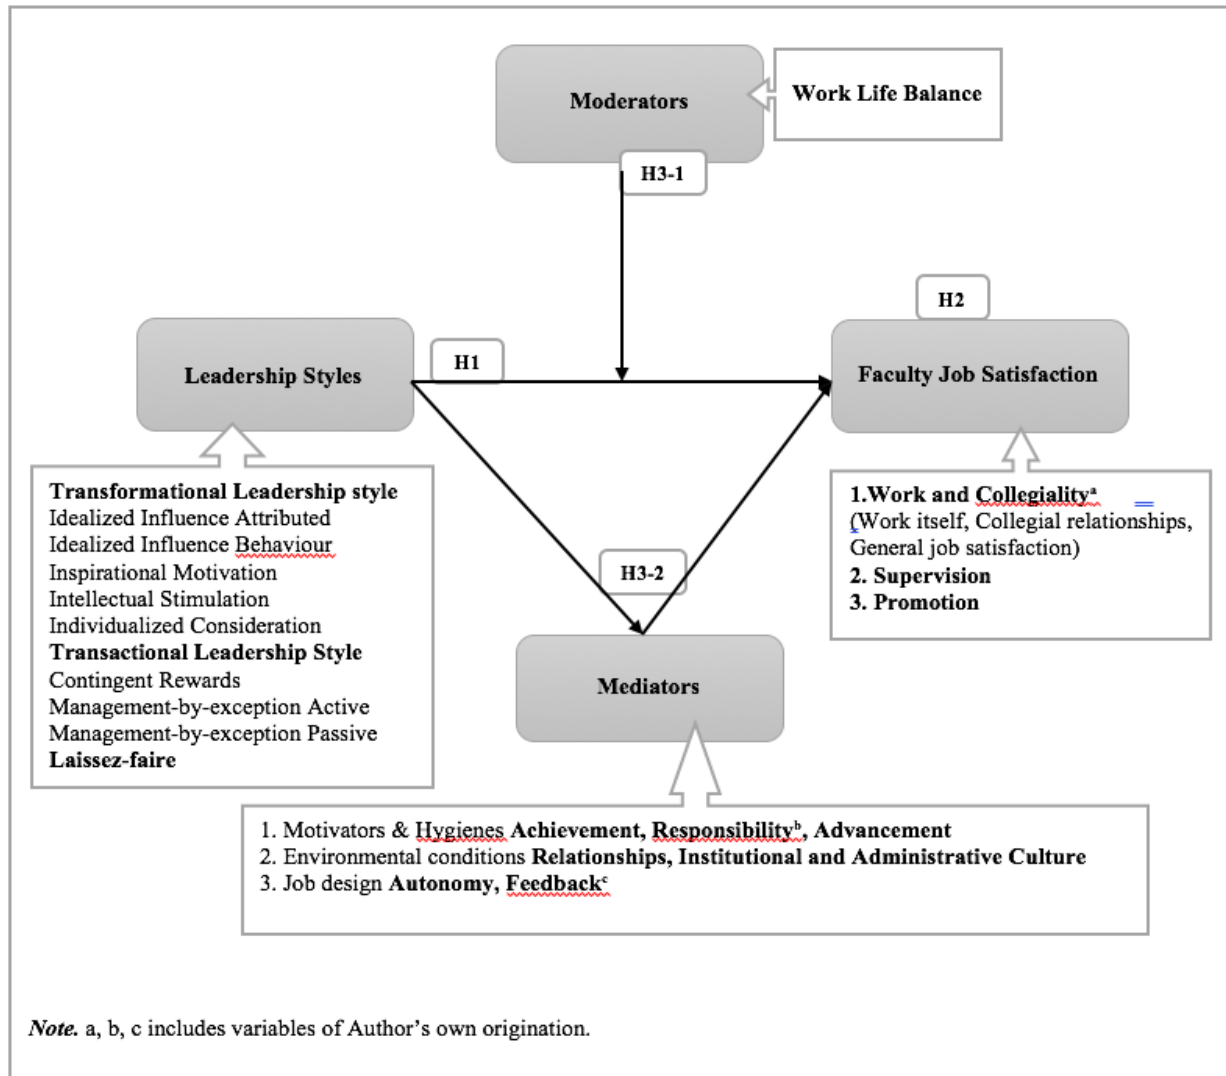 Moderators
Work Life Balance
H3-1
H2
H1
Leadership Styles
Faculty Job Satisfaction
Transformational Leadership style
Idealized Influence Attributed
Idealized Influence Behaviour
Inspirational Motivation
Intellectual Stimulation
Individualized Consideration
Transactional Leadership Style
Contingent Rewards
Management-by-exception Active
Management-by-exception Passive
Laissez-faire
1.Work and Collegialityᵃ
(Work itself, Collegial relationships,
General job satisfaction)
2. Supervision
3. Promotion
H3-2
Mediators
1. Motivators & Hygienes Achievement, Responsibilityᵇ, Advancement
2. Environmental conditions Relationships, Institutional and Administrative Culture
3. Job design Autonomy, Feedbackᶜ
Note. a, b, c includes variables of Author’s own origination.